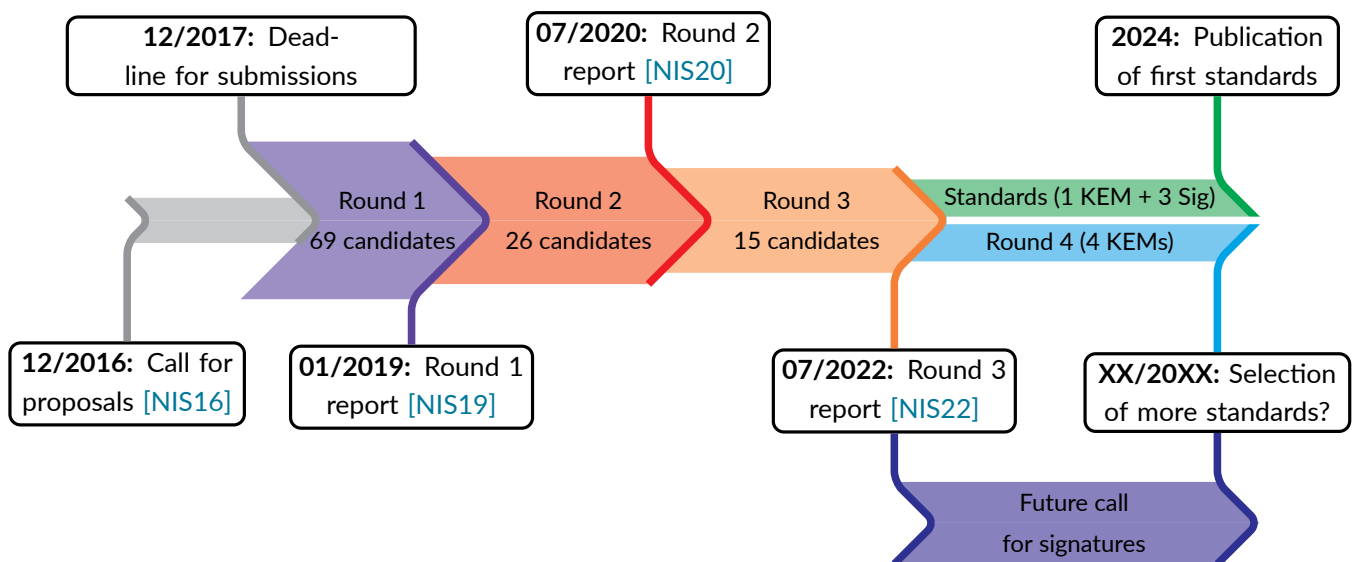 12/2017: Dead-
line for submissions
07/2020: Round 2
report [NIS20]
2024: Publication
of first standards
Round 1
69 candidates
Round 2
26 candidates
Round 3
15 candidates
Standards (1 KEM + 3 Sig)
Round 4 (4 KEMs)
12/2016: Call for
proposals [NIS16]
01/2019: Round 1
report [NIS19]
07/2022: Round 3
report [NIS22]
XX/20XX: Selection
of more standards?
Future call
for signatures